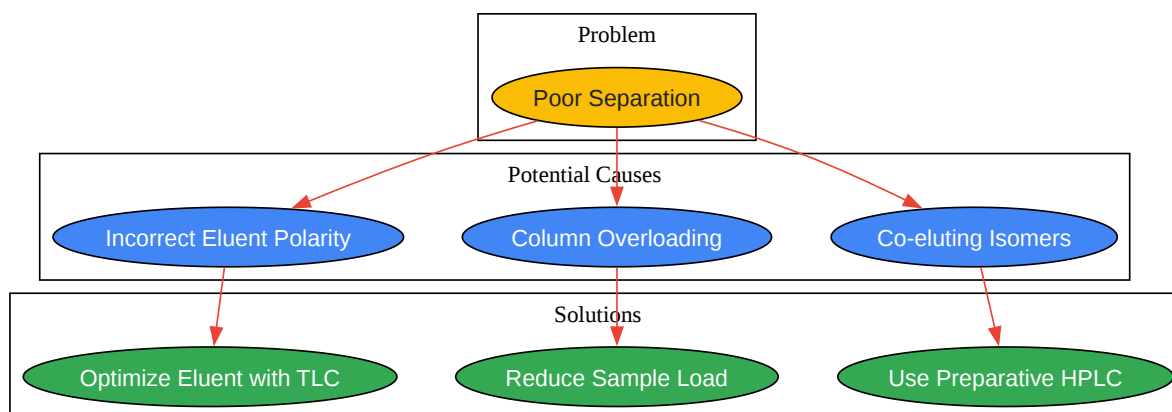 Problem
Poor Separation
Potential Causes
Incorrect Eluent Polarity
Column Overloading
Co-eluting Isomers
Solutions
Optimize Eluent with TLC
Reduce Sample Load
Use Preparative HPLC